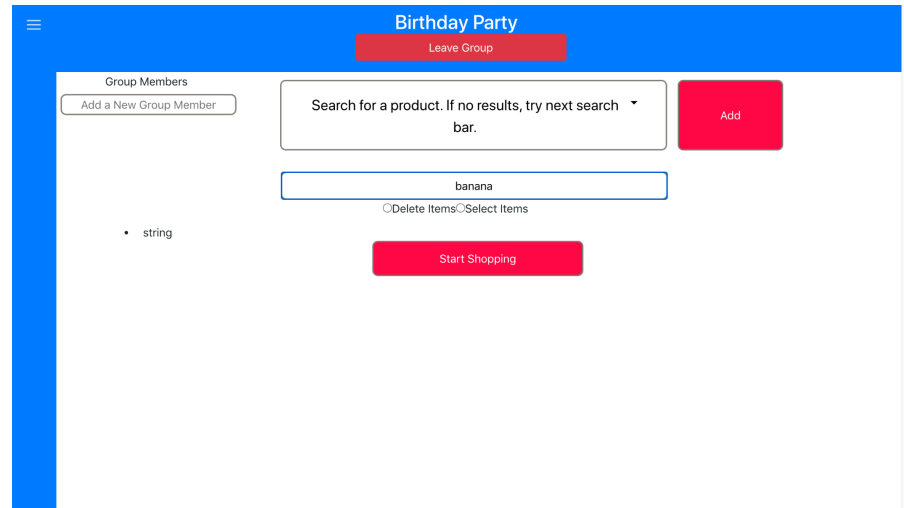 Birthday Party
Leave Group
Group Members
Add a New Group Member
Search for a product. If no results, try next search
bar.
Add
banana
Delete Items Select Items
string
Start Shopping